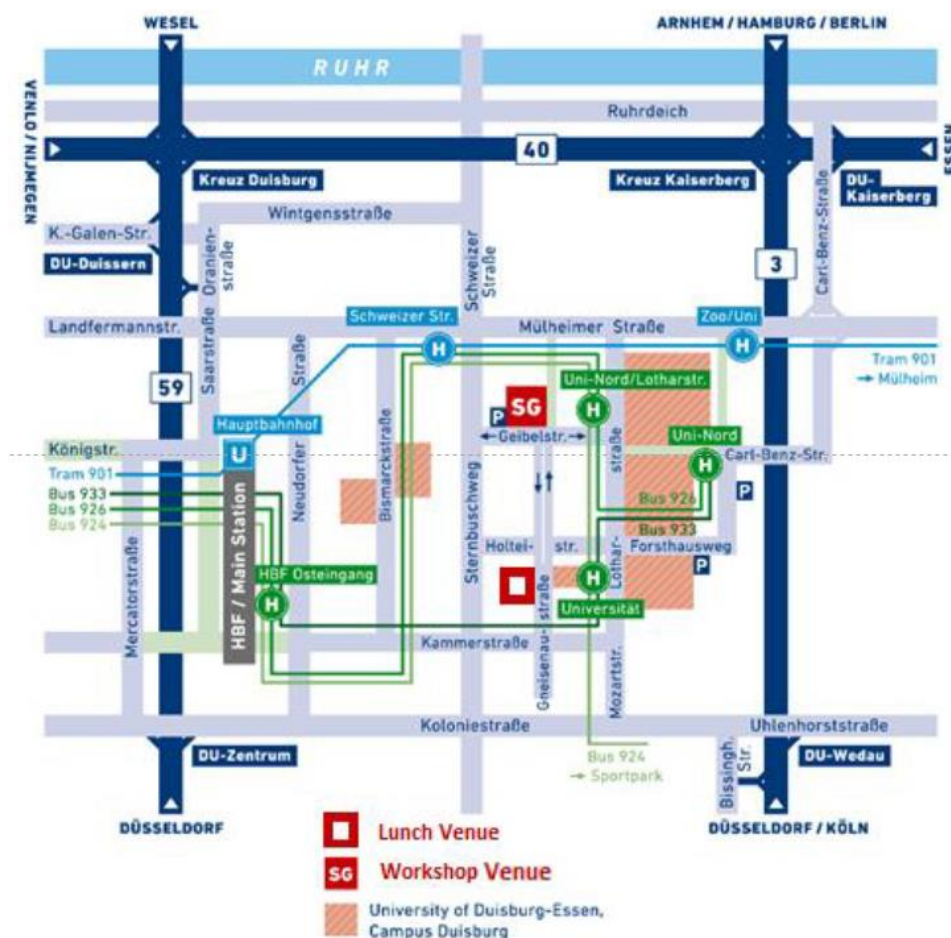 WESEL
ARNHEM / HAMBURG / BERLIN
RUHR
VENLO / NIJMEGEN
Ruhrdeich
40
ESSEN
Kreuz Duisburg
Kreuz Kaiserberg
DU-
Kaiserberg
Wintgensstraße
K.-Galen-Str.
DU-Duissern
Oranien-
straße
Schweizer
Straße
3
Carl-Benz-Straße
Landfermannstr.
Schweizer Str.
Mülheimer Straße
Zoo/Uni
H
H
Tram 901
→ Mülheim
59
Saarstraße
Neudorfer Straße
Bismarckstraße
Uni-Nord/Lotharstr.
H
SG
P
Hauptbahnhof
U
Geibelstr.
Uni-Nord
H
Königstr.
Carl-Benz-Str.
Tram 901
Bus 933
Bus 926
Bus 924
Bus 926
Bus 933
P
Sternbuschweg
Holtei- str.
Lothar- straße
Forsthausweg
P
HBF Osteingang
H
HBF / Main Station
H
Universität
Mercatorstraße
Kammerstraße
Gneisenau- straße
Mozartstr.
Koloniestraße
Uhlenhorststraße
DU-Zentrum
Bus 924
→ Sportpark
Bissingh.
Str.
DU-Wedau
DÜSSELDORF
DÜSSELDORF / KÖLN
Lunch Venue
SG Workshop Venue
University of Duisburg-Essen,
Campus Duisburg